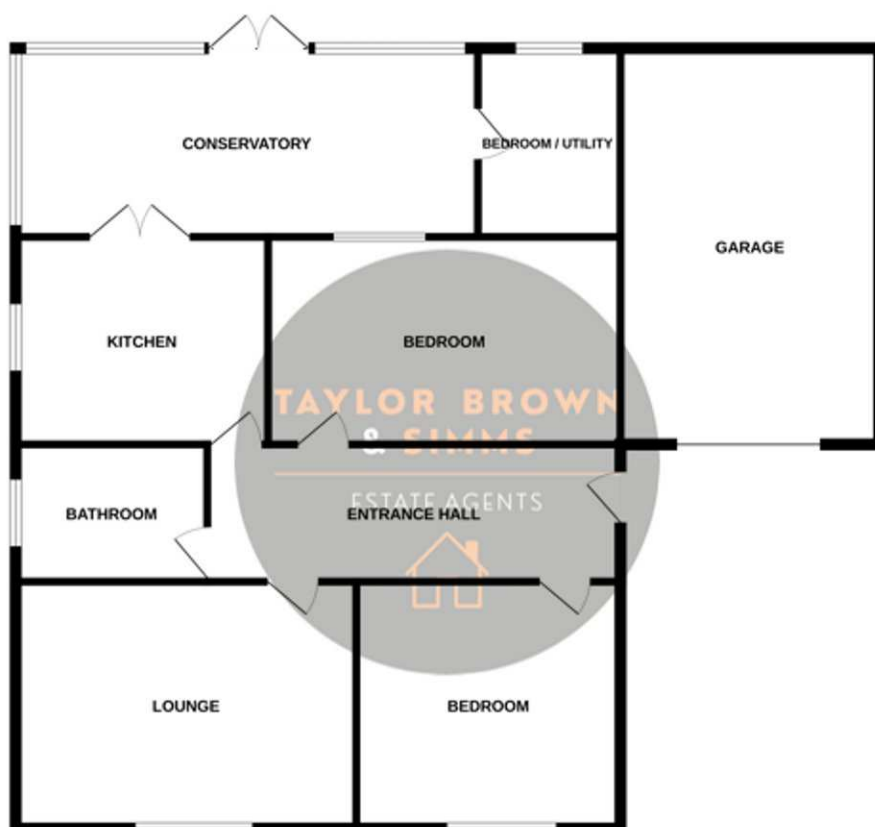 CONSERVATORY
BEDROOM / UTILITY
GARAGE
KITCHEN
BEDROOM
TAYLOR BROWN
& SIMMS
ESTATE AGENTS
BATHROOM
ENTRANCE HALL
LOUNGE
BEDROOM